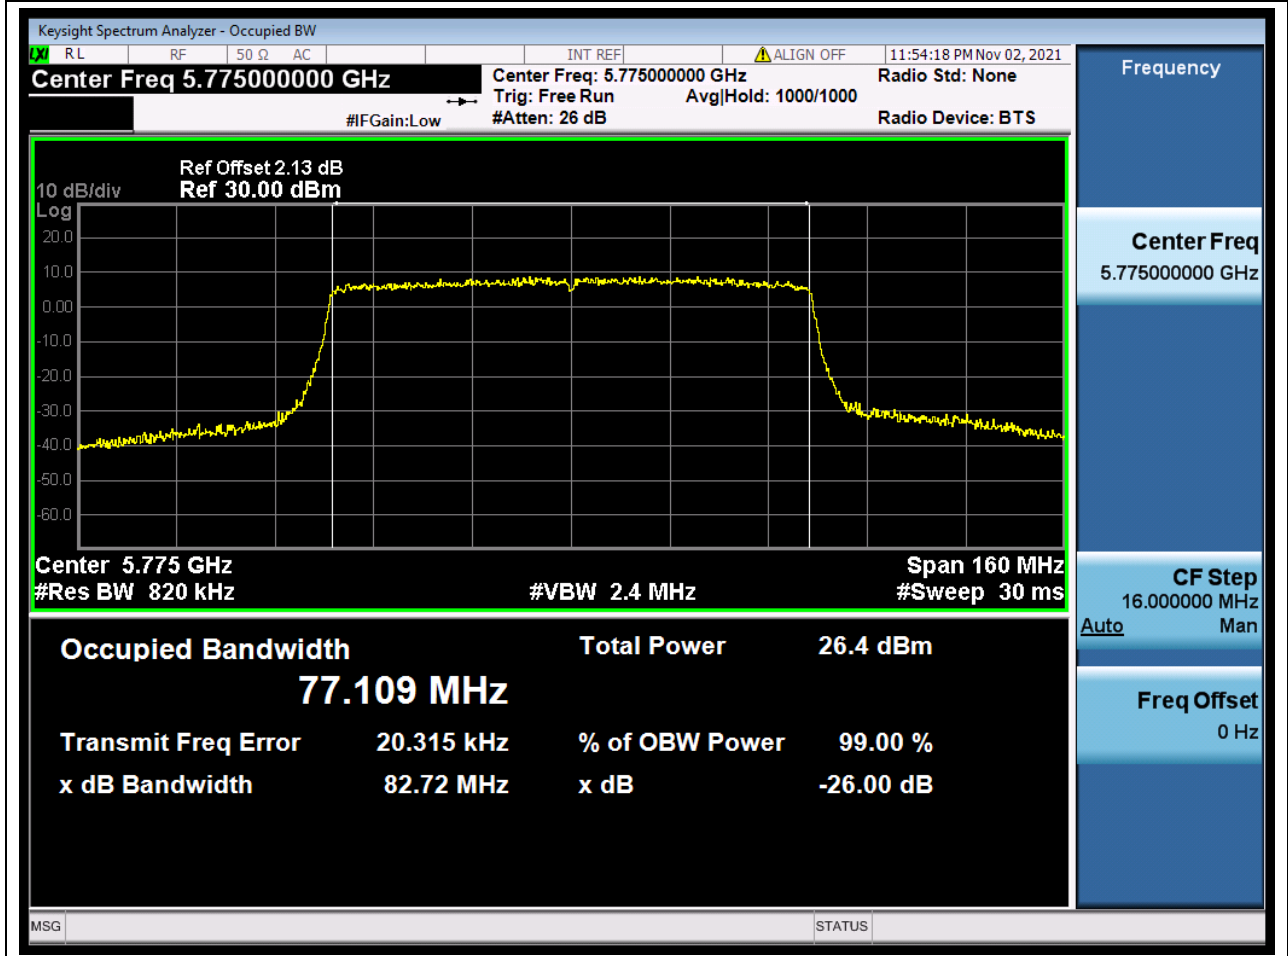 Keysight Spectrum Analyzer - Occupied BW
LXI RL RF 50 Ω AC INT REF ALIGN OFF 11:54:18 PM Nov 02, 2021
Center Freq 5.775000000 GHz
Center Freq: 5.775000000 GHz Radio Std: None
Trig: Free Run Avg|Hold: 1000/1000
#IFGain:Low #Atten: 26 dB Radio Device: BTS
Ref Offset 2.13 dB
10 dB/div Ref 30.00 dBm
Log
20.0
10.0
0.00
-10.0
-20.0
-30.0
-40.0
-50.0
-60.0
Center 5.775 GHz Span 160 MHz
#Res BW 820 kHz #VBW 2.4 MHz #Sweep 30 ms
Occupied Bandwidth Total Power 26.4 dBm
77.109 MHz
Transmit Freq Error 20.315 kHz % of OBW Power 99.00 %
x dB Bandwidth 82.72 MHz x dB -26.00 dB
Frequency
Center Freq
5.775000000 GHz
CF Step
16.000000 MHz
Auto Man
Freq Offset
0 Hz
MSG STATUS